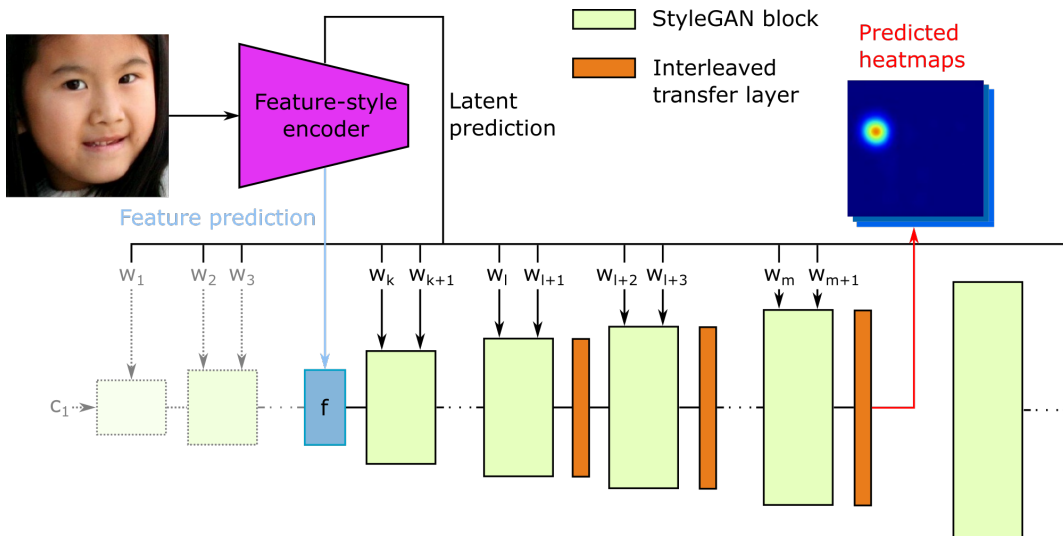 StyleGAN block
Interleaved
transfer layer
Predicted
heatmaps
Feature-style
encoder
Latent
prediction
Feature prediction
w₁ w₂ w₃ wₖ wₖ₊₁ wₗ wₗ₊₁ wₗ₊₂ wₗ₊₃ wₘ wₘ₊₁
c₁ f